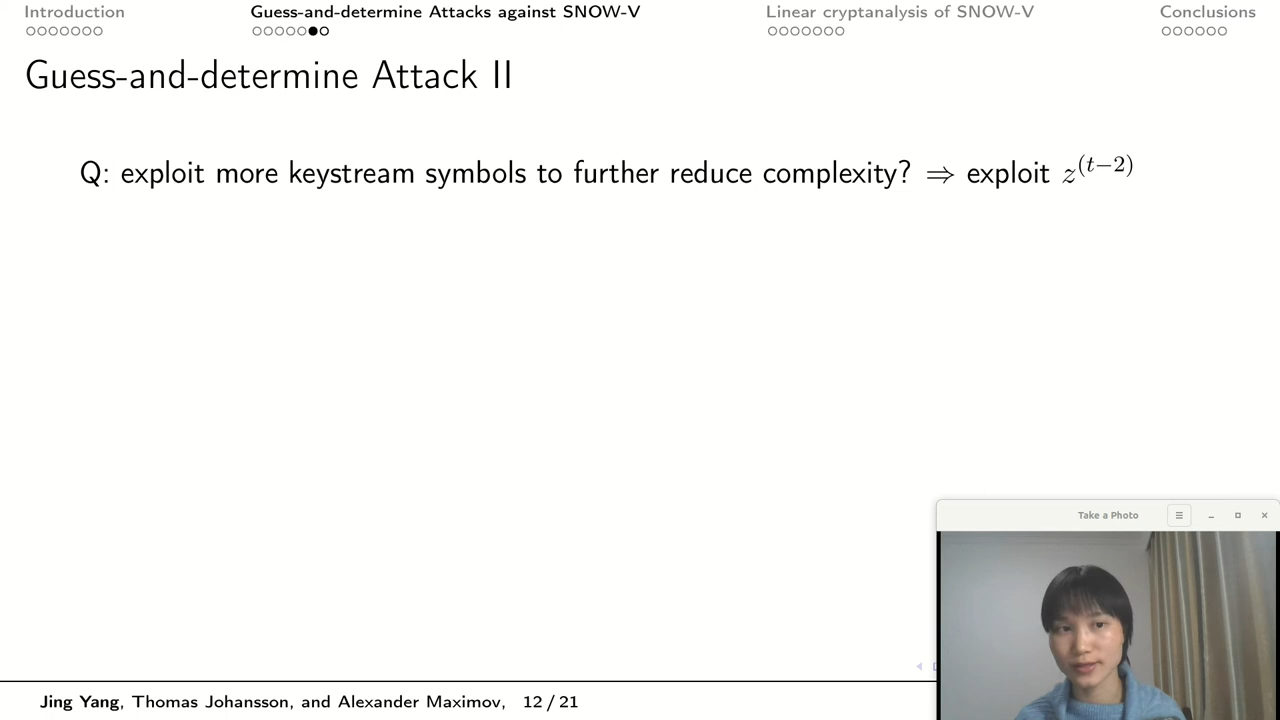 Introduction
Guess-and-determine Attacks against SNOW-V
Linear cryptanalysis of SNOW-V
Conclusions
Guess-and-determine Attack II
Q: exploit more keystream symbols to further reduce complexity? ⇒ exploit z^(t−2)
Take a Photo
Jing Yang, Thomas Johansson, and Alexander Maximov, 12 / 21